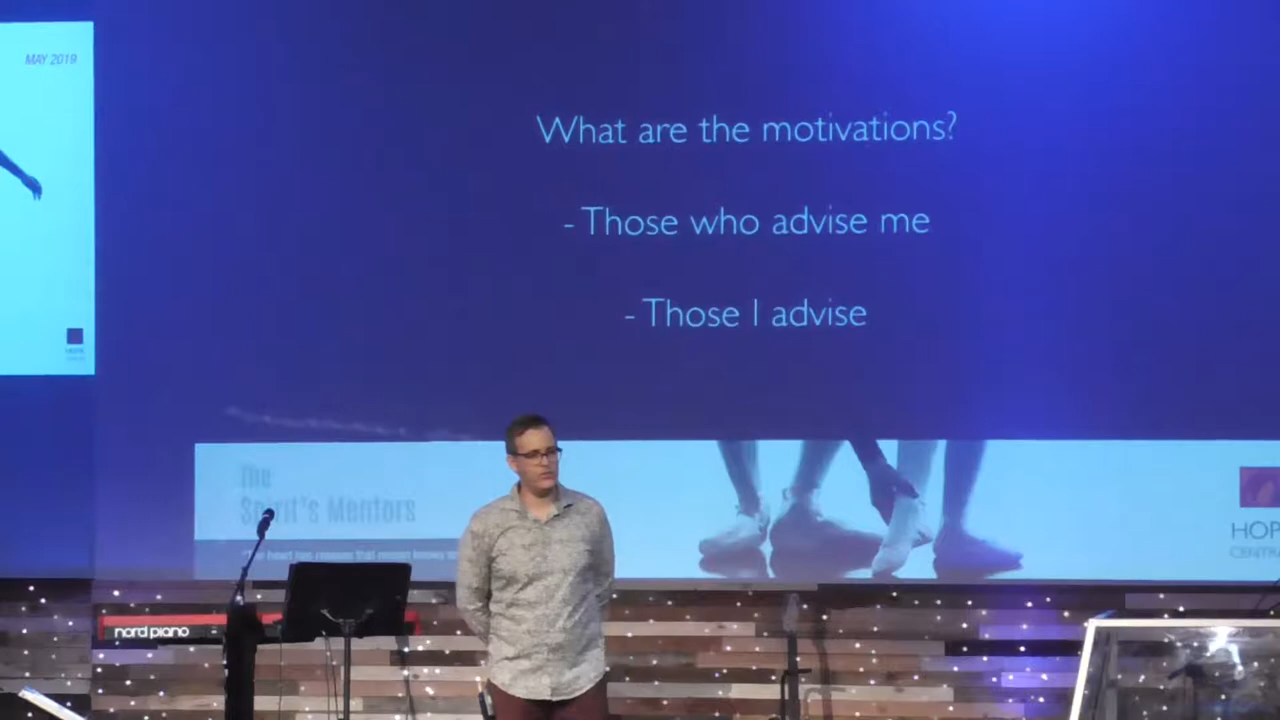 MAY 2019
What are the motivations?
- Those who advise me
- Those I advise
The
Spirit's Mentors
HOP
nord piano